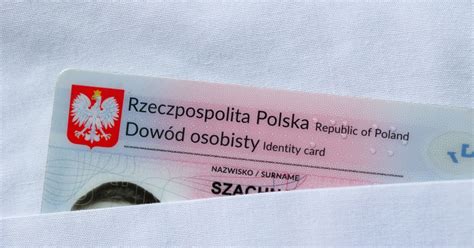 Rzeczpospolita Polska Republic of Poland
Dowód osobisty Identity card
NAZWISKO / SURNAME